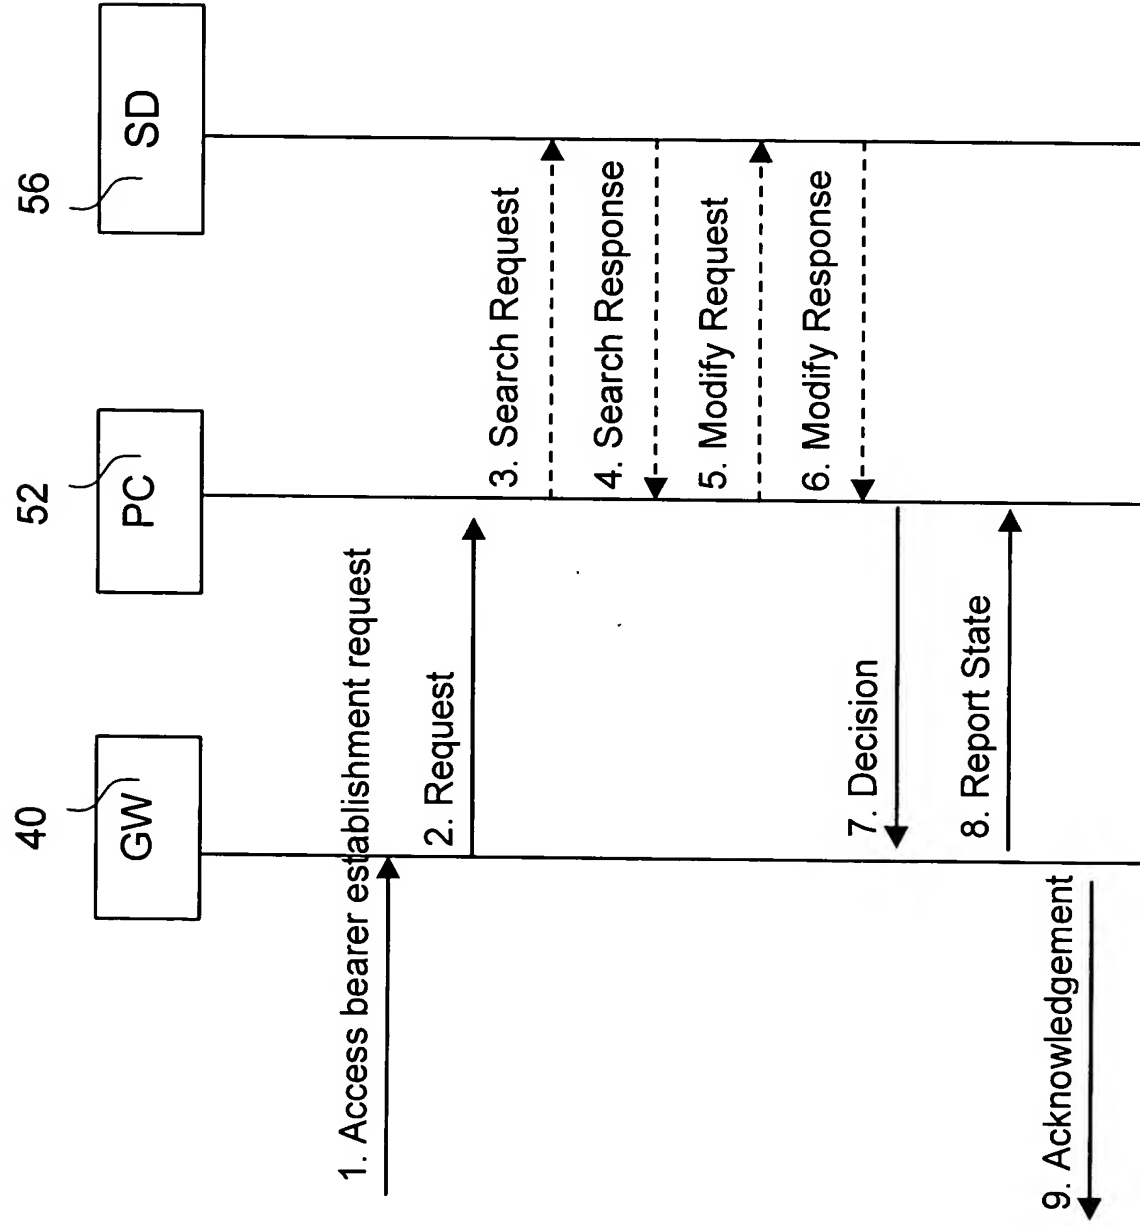 40
52
56
GW
PC
SD
1. Access bearer establishment request
2. Request
3. Search Request
4. Search Response
5. Modify Request
6. Modify Response
7. Decision
8. Report State
9. Acknowledgement